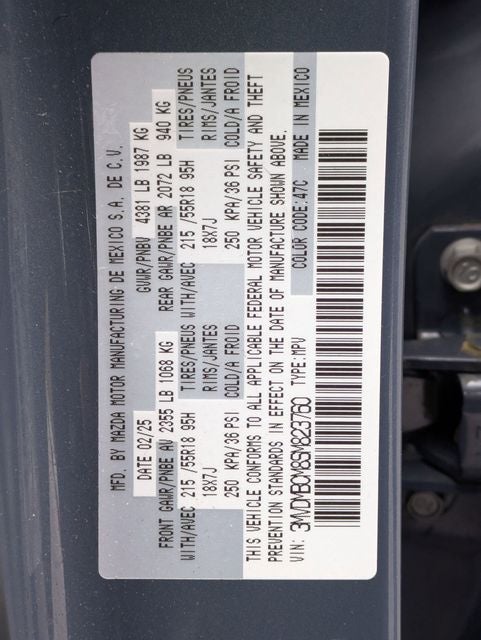 MFD. BY MAZDA MOTOR MANUFACTURING DE MEXICO S.A. DE C.V.
DATE 02/25 GVWR/PNBV 4381 LB 1987 KG
FRONT GAWR/PNBE AV 2355 LB 1068 KG REAR GAWR/PNBE AR 2072 LB 940 KG
WITH/AVEC 215 /55R18 95H TIRES/PNEUS WITH/AVEC 215 /55R18 95H TIRES/PNEUS
18X7J RIMS/JANTES 18X7J RIMS/JANTES
250 KPA/36 PSI COLD/A FROID 250 KPA/36 PSI COLD/A FROID
THIS VEHICLE CONFORMS TO ALL APPLICABLE FEDERAL MOTOR VEHICLE SAFETY AND THEFT
PREVENTION STANDARDS IN EFFECT ON THE DATE OF MANUFACTURE SHOWN ABOVE.
VIN: 3MVDMBCM8SM823760 TYPE:MPV COLOR CODE:47C MADE IN MEXICO